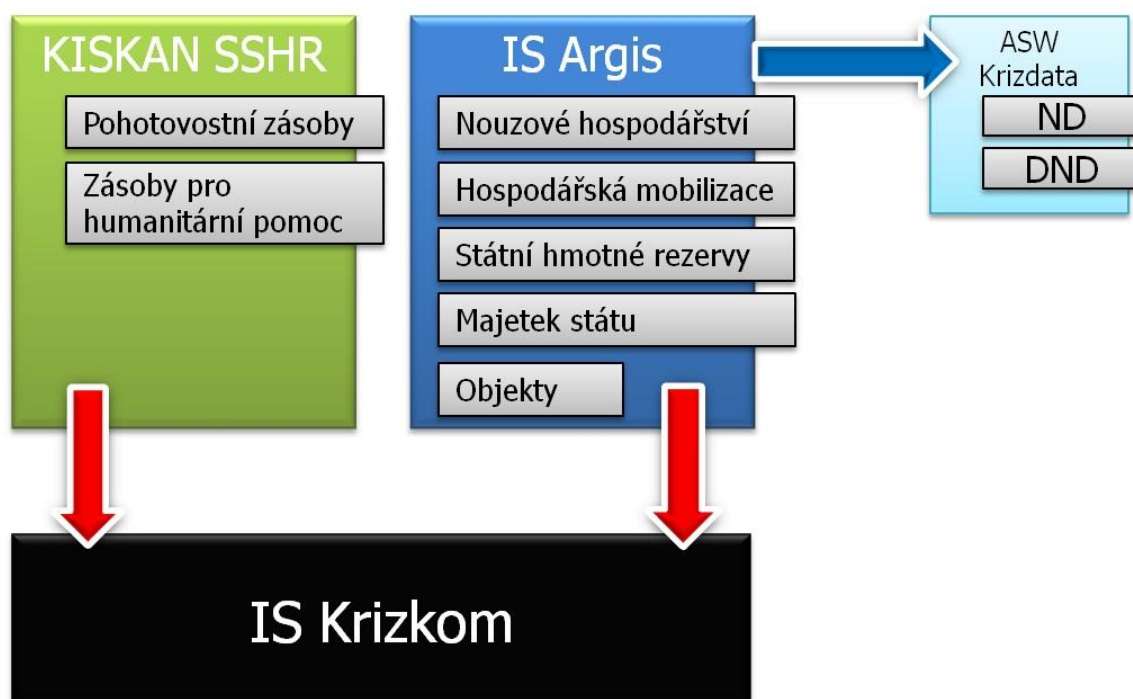 KISKAN SSHR
Pohotovostní zásoby
Zásoby pro
humanitární pomoc
IS Argis
Nouzové hospodářství
Hospodářská mobilizace
Státní hmotné rezervy
Majetek státu
Objekty
ASW
Krizdata
ND
DND
IS Krizkom